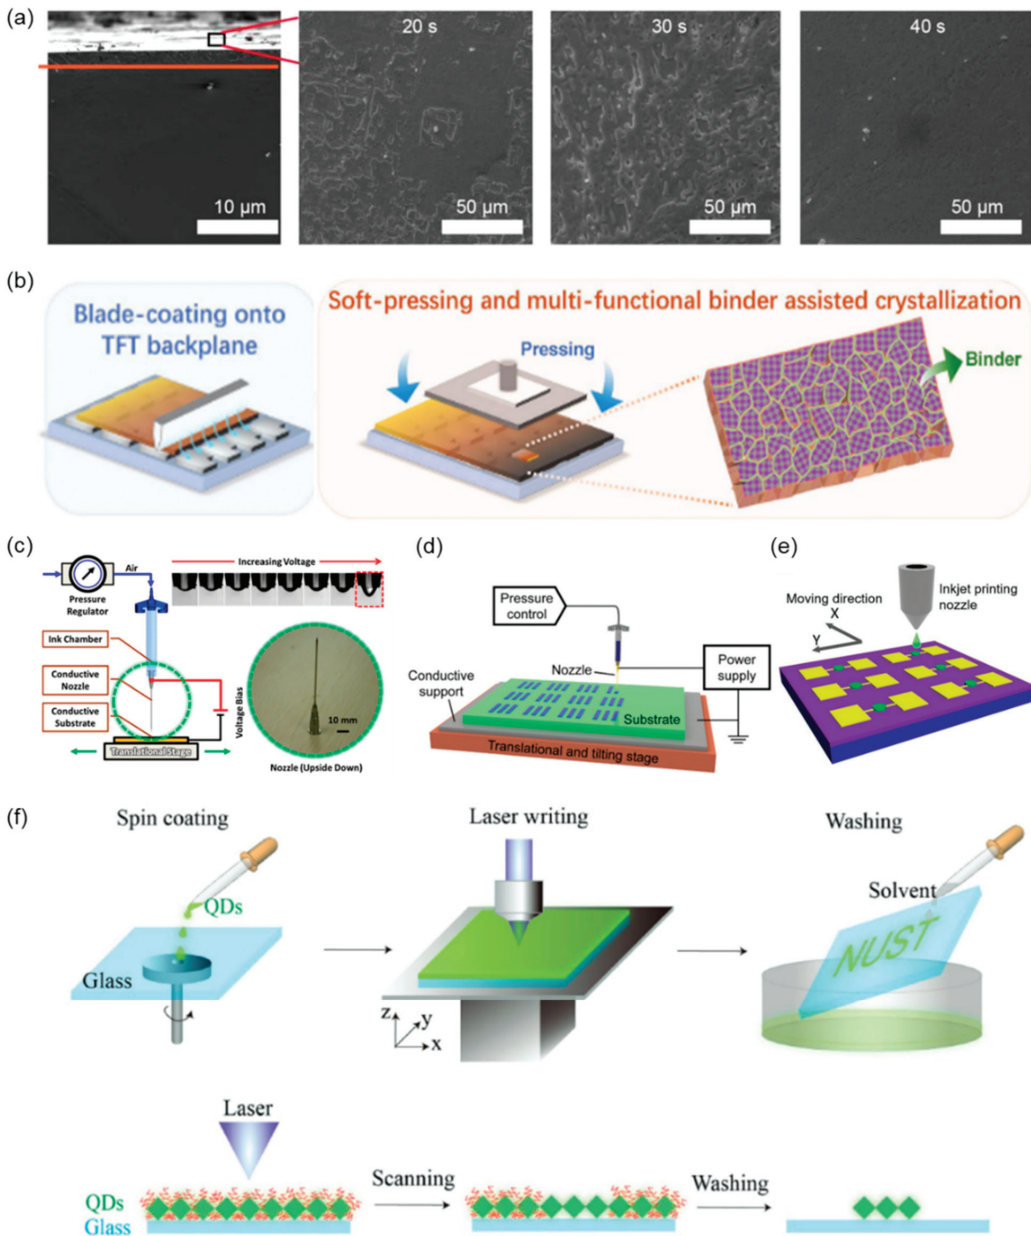 (a)
20 s
30 s
40 s
10 μm
50 μm
50 μm
50 μm
(b)
Blade-coating onto
TFT backplane
Soft-pressing and multi-functional binder assisted crystallization
Pressing
Binder
(c)
Pressure
Regulator
Air
Increasing Voltage
Ink Chamber
Conductive
Nozzle
Conductive
Substrate
Translational Stage
Voltage Bias
10 mm
Nozzle (Upside Down)
(d)
Pressure
control
Nozzle
Conductive
support
Power
supply
Substrate
Translational and tilting stage
(e)
Moving direction
X
Y
Inkjet printing
nozzle
(f)
Spin coating
QDs
Glass
Laser writing
z
y
x
Washing
Solvent
NUST
Laser
QDs
Glass
Scanning
Washing